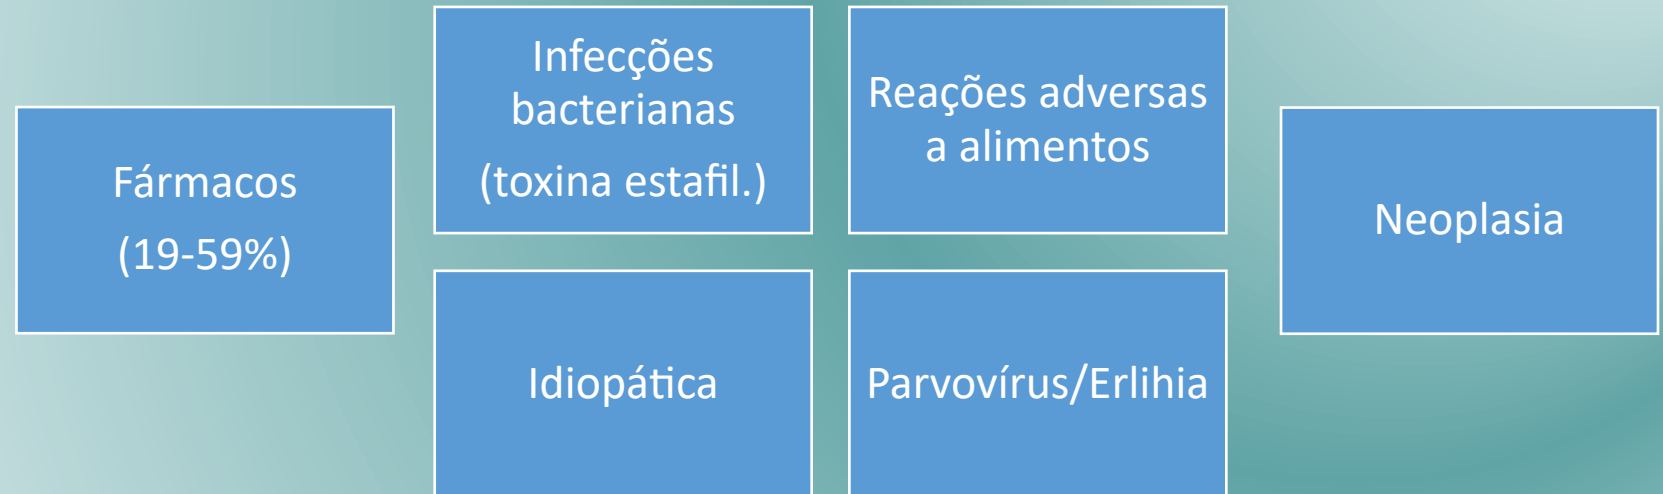 Fármacos
(19-59%)
Infecções
bacterianas
(toxina estafil.)
Idiopática
Reações adversas
a alimentos
Parvovírus/Erlihia
Neoplasia